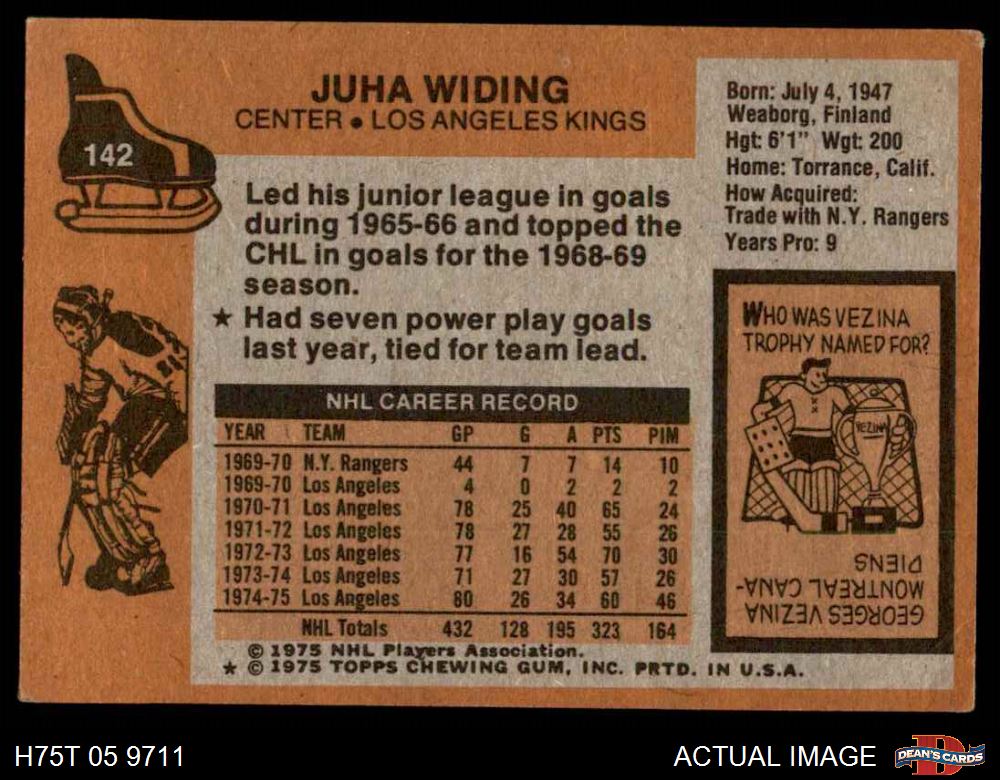 142
JUHA WIDING
CENTER • LOS ANGELES KINGS
Born: July 4, 1947
Weaborg, Finland
Hgt: 6'1" Wgt: 200
Home: Torrance, Calif.
How Acquired:
Trade with N.Y. Rangers
Years Pro: 9
Led his junior league in goals
during 1965-66 and topped the
CHL in goals for the 1968-69
season.
★ Had seven power play goals
last year, tied for team lead.
NHL CAREER RECORD
YEAR TEAM GP G A PTS PIM
1969-70 N.Y. Rangers 44 7 7 14 10
1969-70 Los Angeles 4 0 2 2 2
1970-71 Los Angeles 78 25 40 65 24
1971-72 Los Angeles 78 27 28 55 26
1972-73 Los Angeles 77 16 54 70 30
1973-74 Los Angeles 71 27 30 57 26
1974-75 Los Angeles 80 26 34 60 46
NHL Totals 432 128 195 323 164
© 1975 NHL Players Association.
★ © 1975 TOPPS CHEWING GUM, INC. PRTD. IN U.S.A.
WHO WAS VEZINA
TROPHY NAMED FOR?
VEZINA
GEORGES VEZINA
MONTREAL CANA-
DIENS
H75T 05 9711
ACTUAL IMAGE
D
DEAN'S CARDS